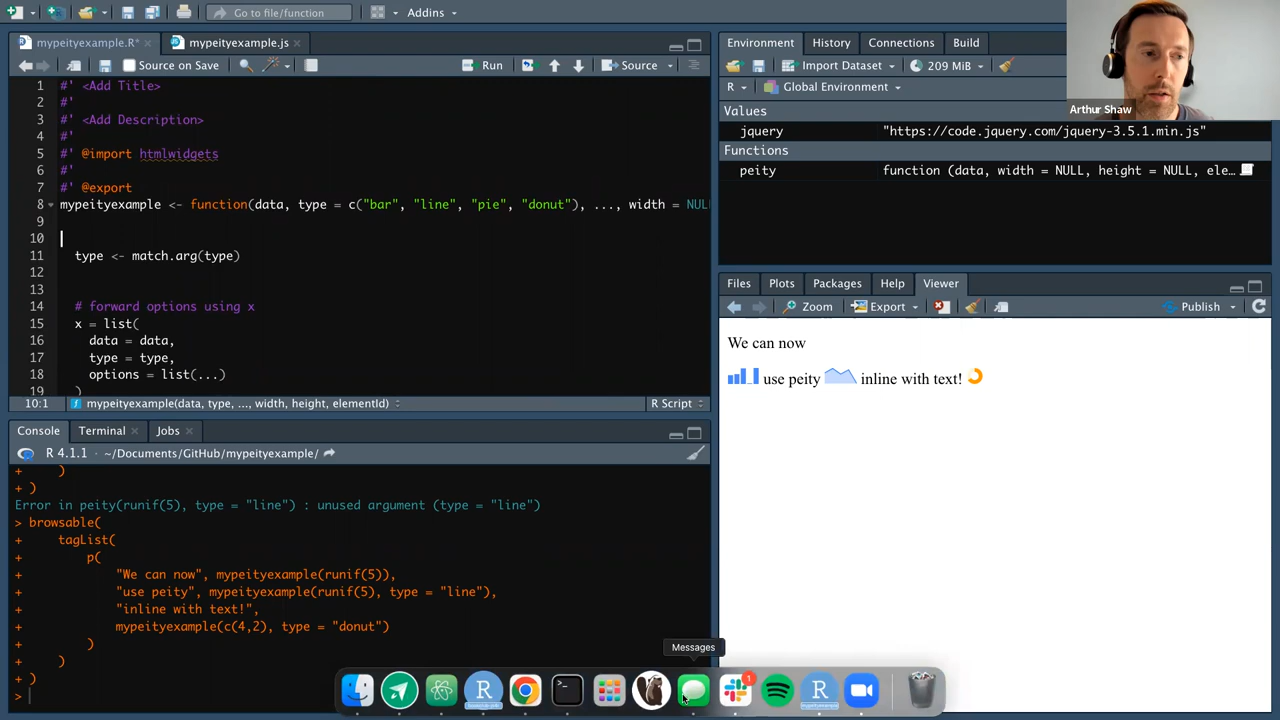 Go to file/function
Addins
mypeityexample.R*
mypeityexample.js
Source on Save
Run
Source
1 #' <Add Title>
2 #'
3 #' <Add Description>
4 #'
5 #' @import htmlwidgets
6 #'
7 #' @export
8 mypeityexample <- function(data, type = c("bar", "line", "pie", "donut"), ..., width = NUL
9
10
11 type <- match.arg(type)
12
13
14 # forward options using x
15 x = list(
16 data = data,
17 type = type,
18 options = list(...)
19 )
10:1 mypeityexample(data, type, ..., width, height, elementId) R Script
Console Terminal Jobs
R 4.1.1 · ~/Documents/GitHub/mypeityexample/
+ )
+ )
Error in peity(runif(5), type = "line") : unused argument (type = "line")
> browsable(
+ tagList(
+ p(
+ "We can now", mypeityexample(runif(5)),
+ "use peity", mypeityexample(runif(5), type = "line"),
+ "inline with text!",
+ mypeityexample(c(4,2), type = "donut")
+ )
+ )
+ )
>
Environment History Connections Build
Import Dataset 209 MiB
R Global Environment
Values
jquery "https://code.jquery.com/jquery-3.5.1.min.js"
Functions
peity function (data, width = NULL, height = NULL, ele…
Arthur Shaw
Files Plots Packages Help Viewer
Zoom Export Publish
We can now
use peity inline with text!
Messages
1